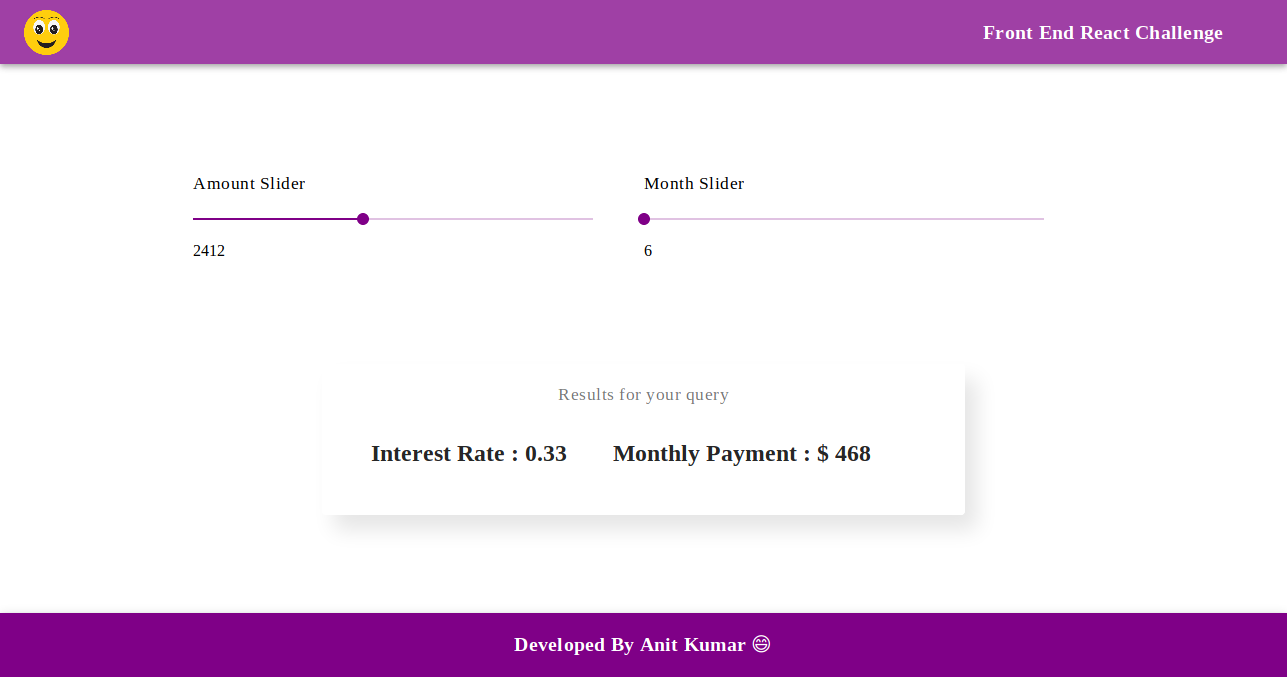 Front End React Challenge
Amount Slider
Month Slider
2412
6
Results for your query
Interest Rate : 0.33
Monthly Payment : $ 468
Developed By Anit Kumar 😄